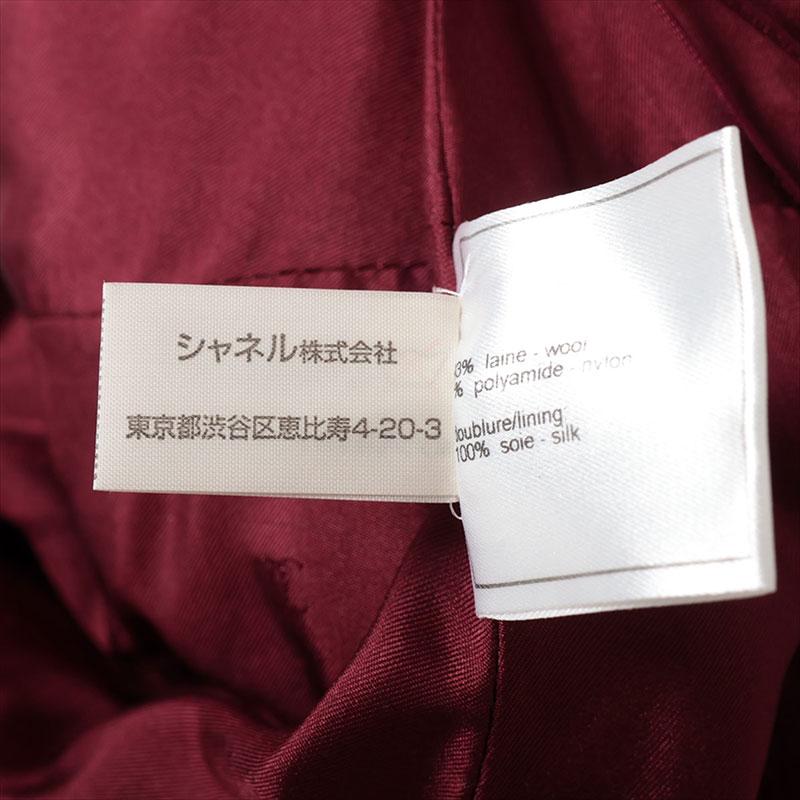 シャネル株式会社
東京都渋谷区恵比寿4-20-3
3% laine - wool
% polyamide - nylon
doublure/lining
100% soie - silk